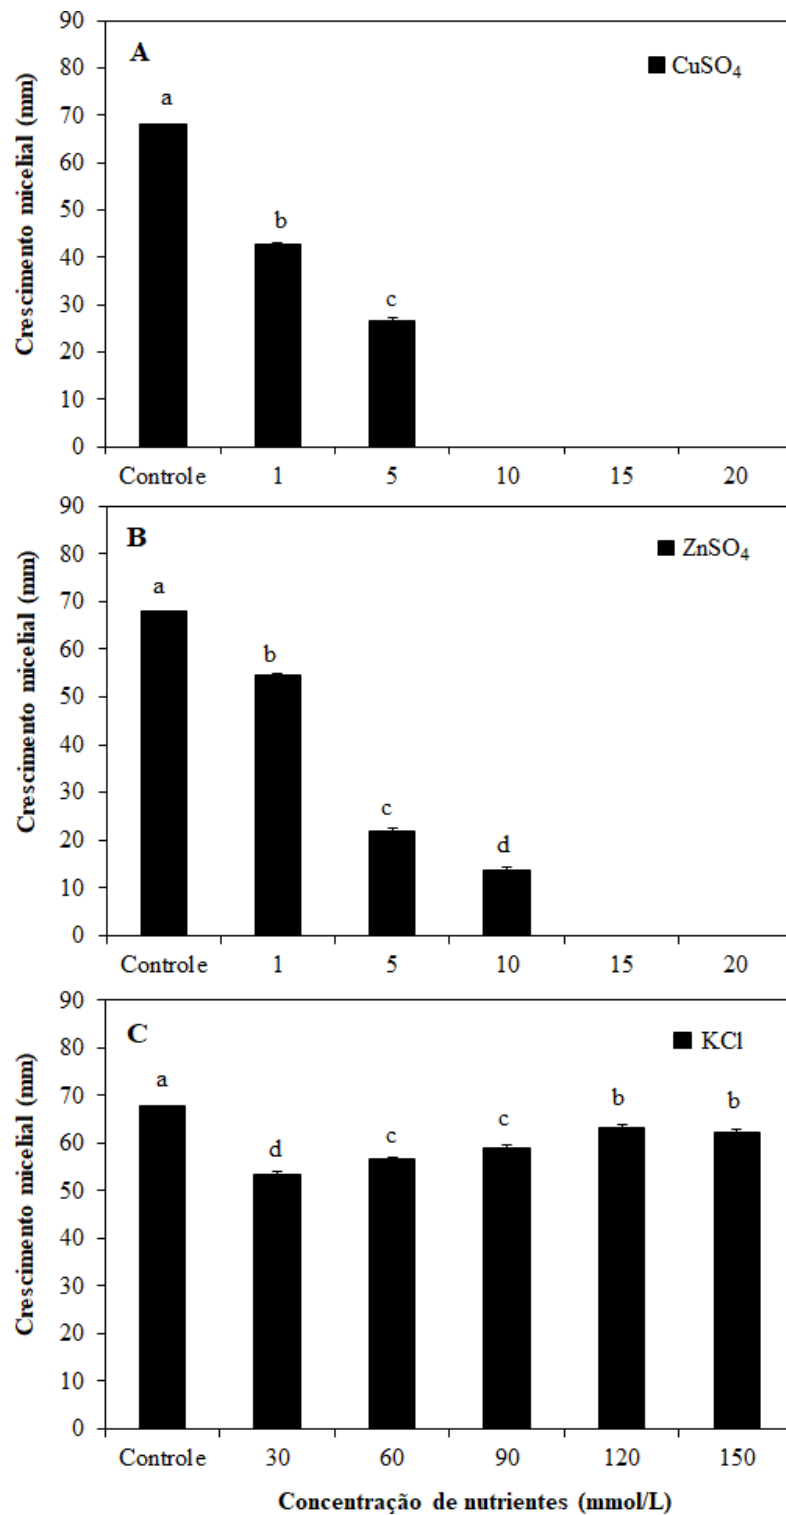 A
CuSO₄
Crescimento micelial (mm)
90
80
70
60
50
40
30
20
10
0
a
b
c
Controle 1 5 10 15 20
B
ZnSO₄
Crescimento micelial (mm)
90
80
70
60
50
40
30
20
10
0
a
b
c
d
Controle 1 5 10 15 20
C
KCl
Crescimento micelial (mm)
90
80
70
60
50
40
30
20
10
0
a
d
c
c
b
b
Controle 30 60 90 120 150
Concentração de nutrientes (mmol/L)